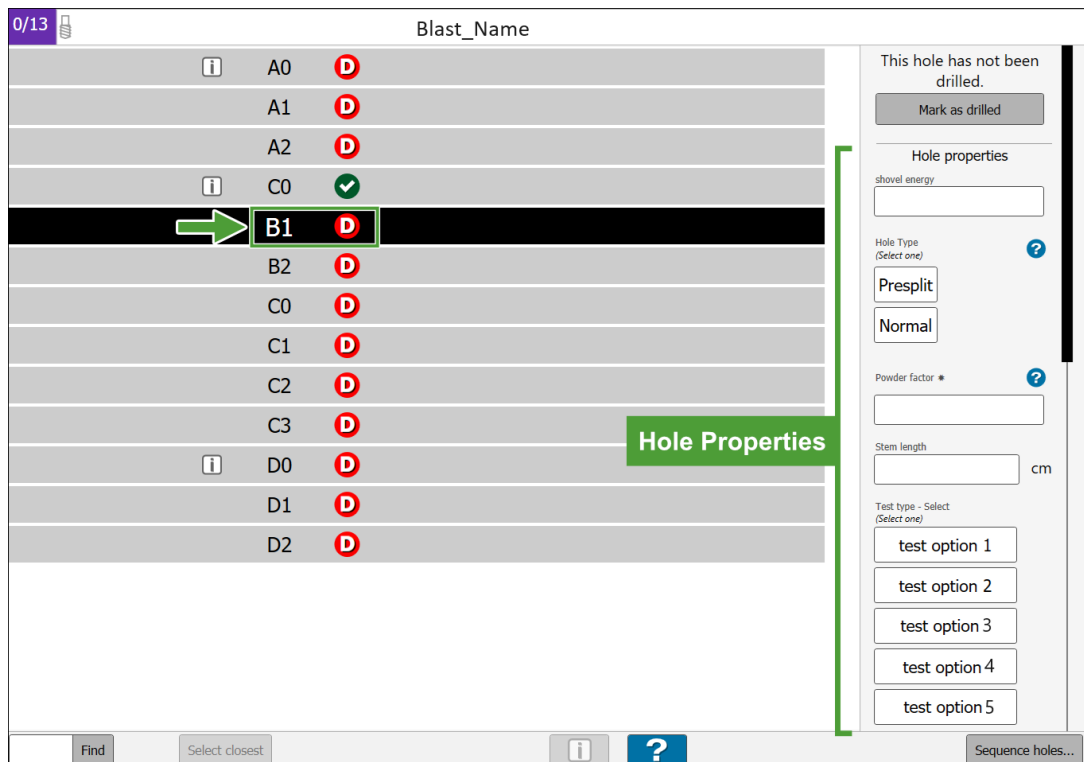 0/13
Blast_Name
i A0 D
A1 D
A2 D
i C0
B1 D
B2 D
C0 D
C1 D
C2 D
C3 D
i D0 D
D1 D
D2 D
This hole has not been
drilled.
Mark as drilled
Hole properties
shovel energy
Hole Type
(Select one)
?
Presplit
Normal
Powder factor *
?
Stem length
cm
Test type - Select
(Select one)
test option 1
test option 2
test option 3
test option 4
test option 5
Hole Properties
Find
Select closest
i
?
Sequence holes...